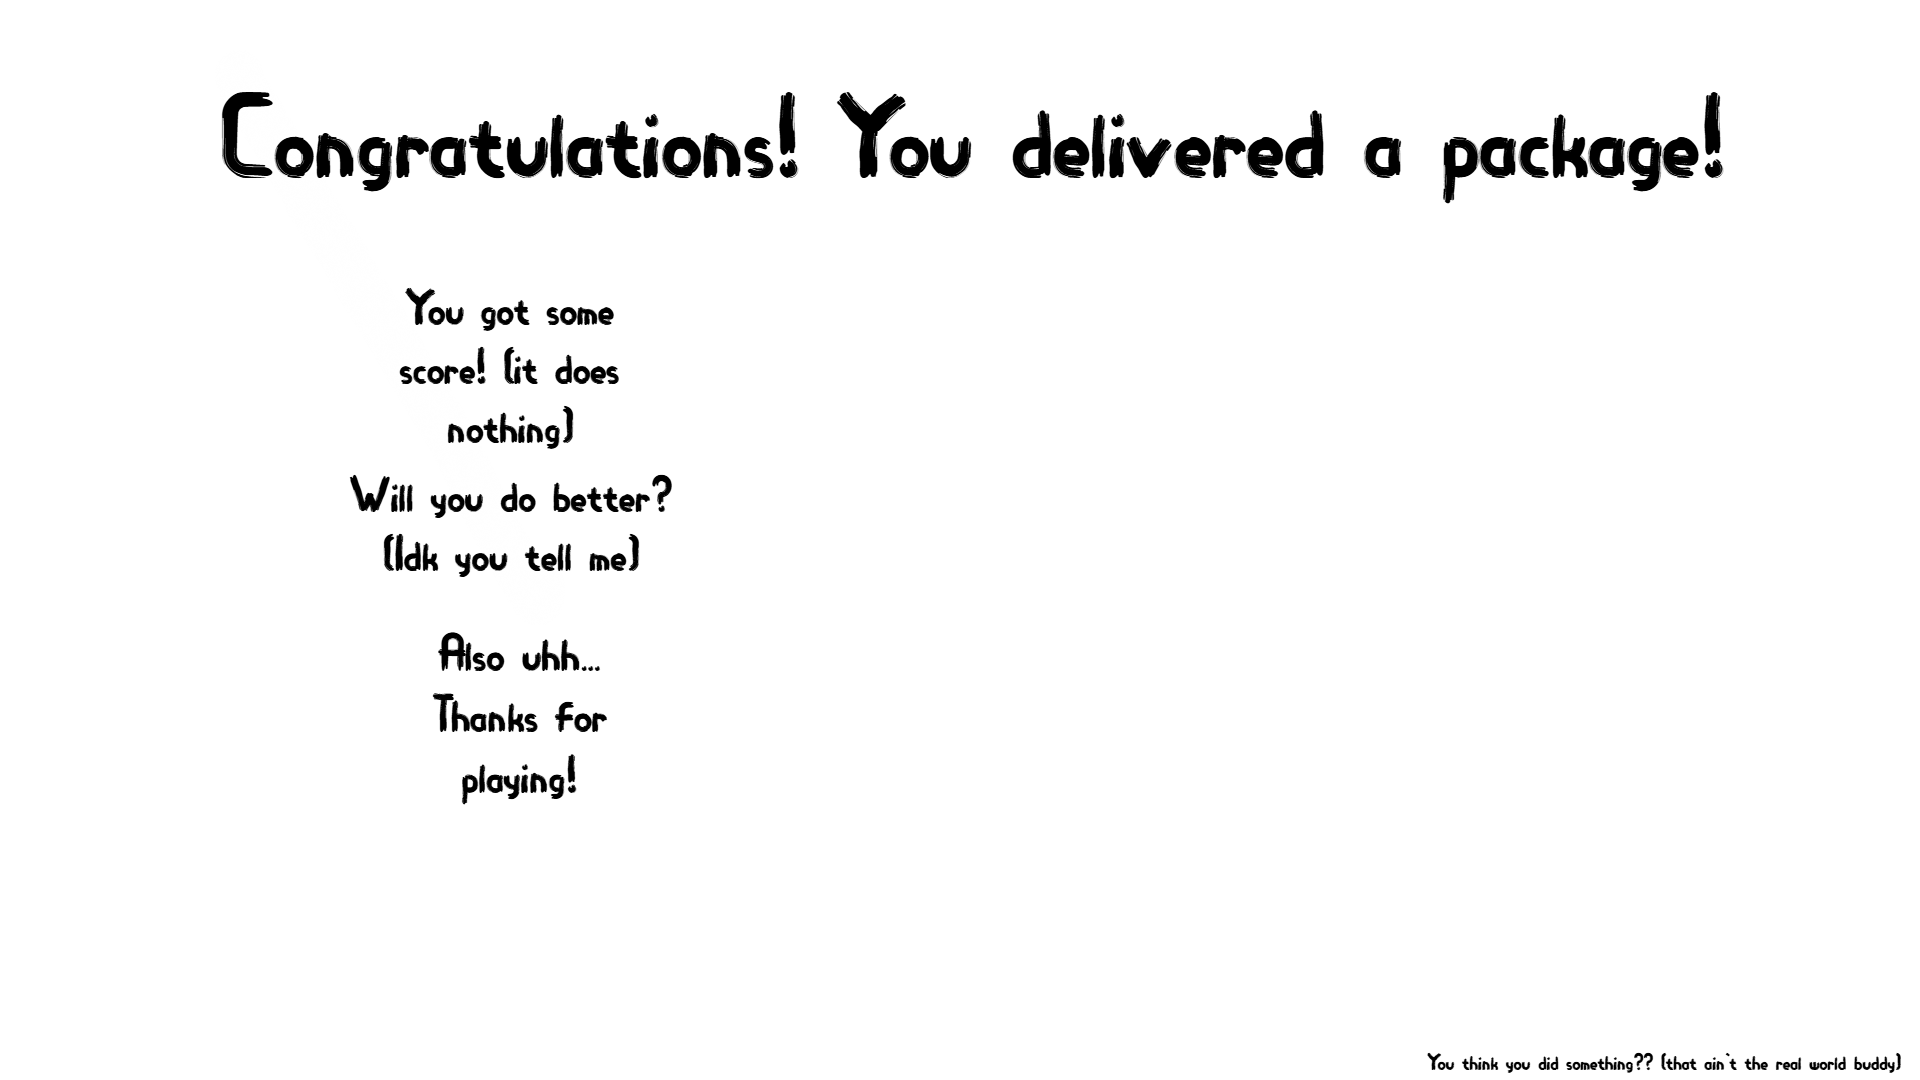 Congratulations! You delivered a package!
You got some
score! (it does
nothing)
Will you do better?
(Idk you tell me)
Also uhh...
Thanks for
playing!
You think you did something?? (that ain`t the real world buddy)